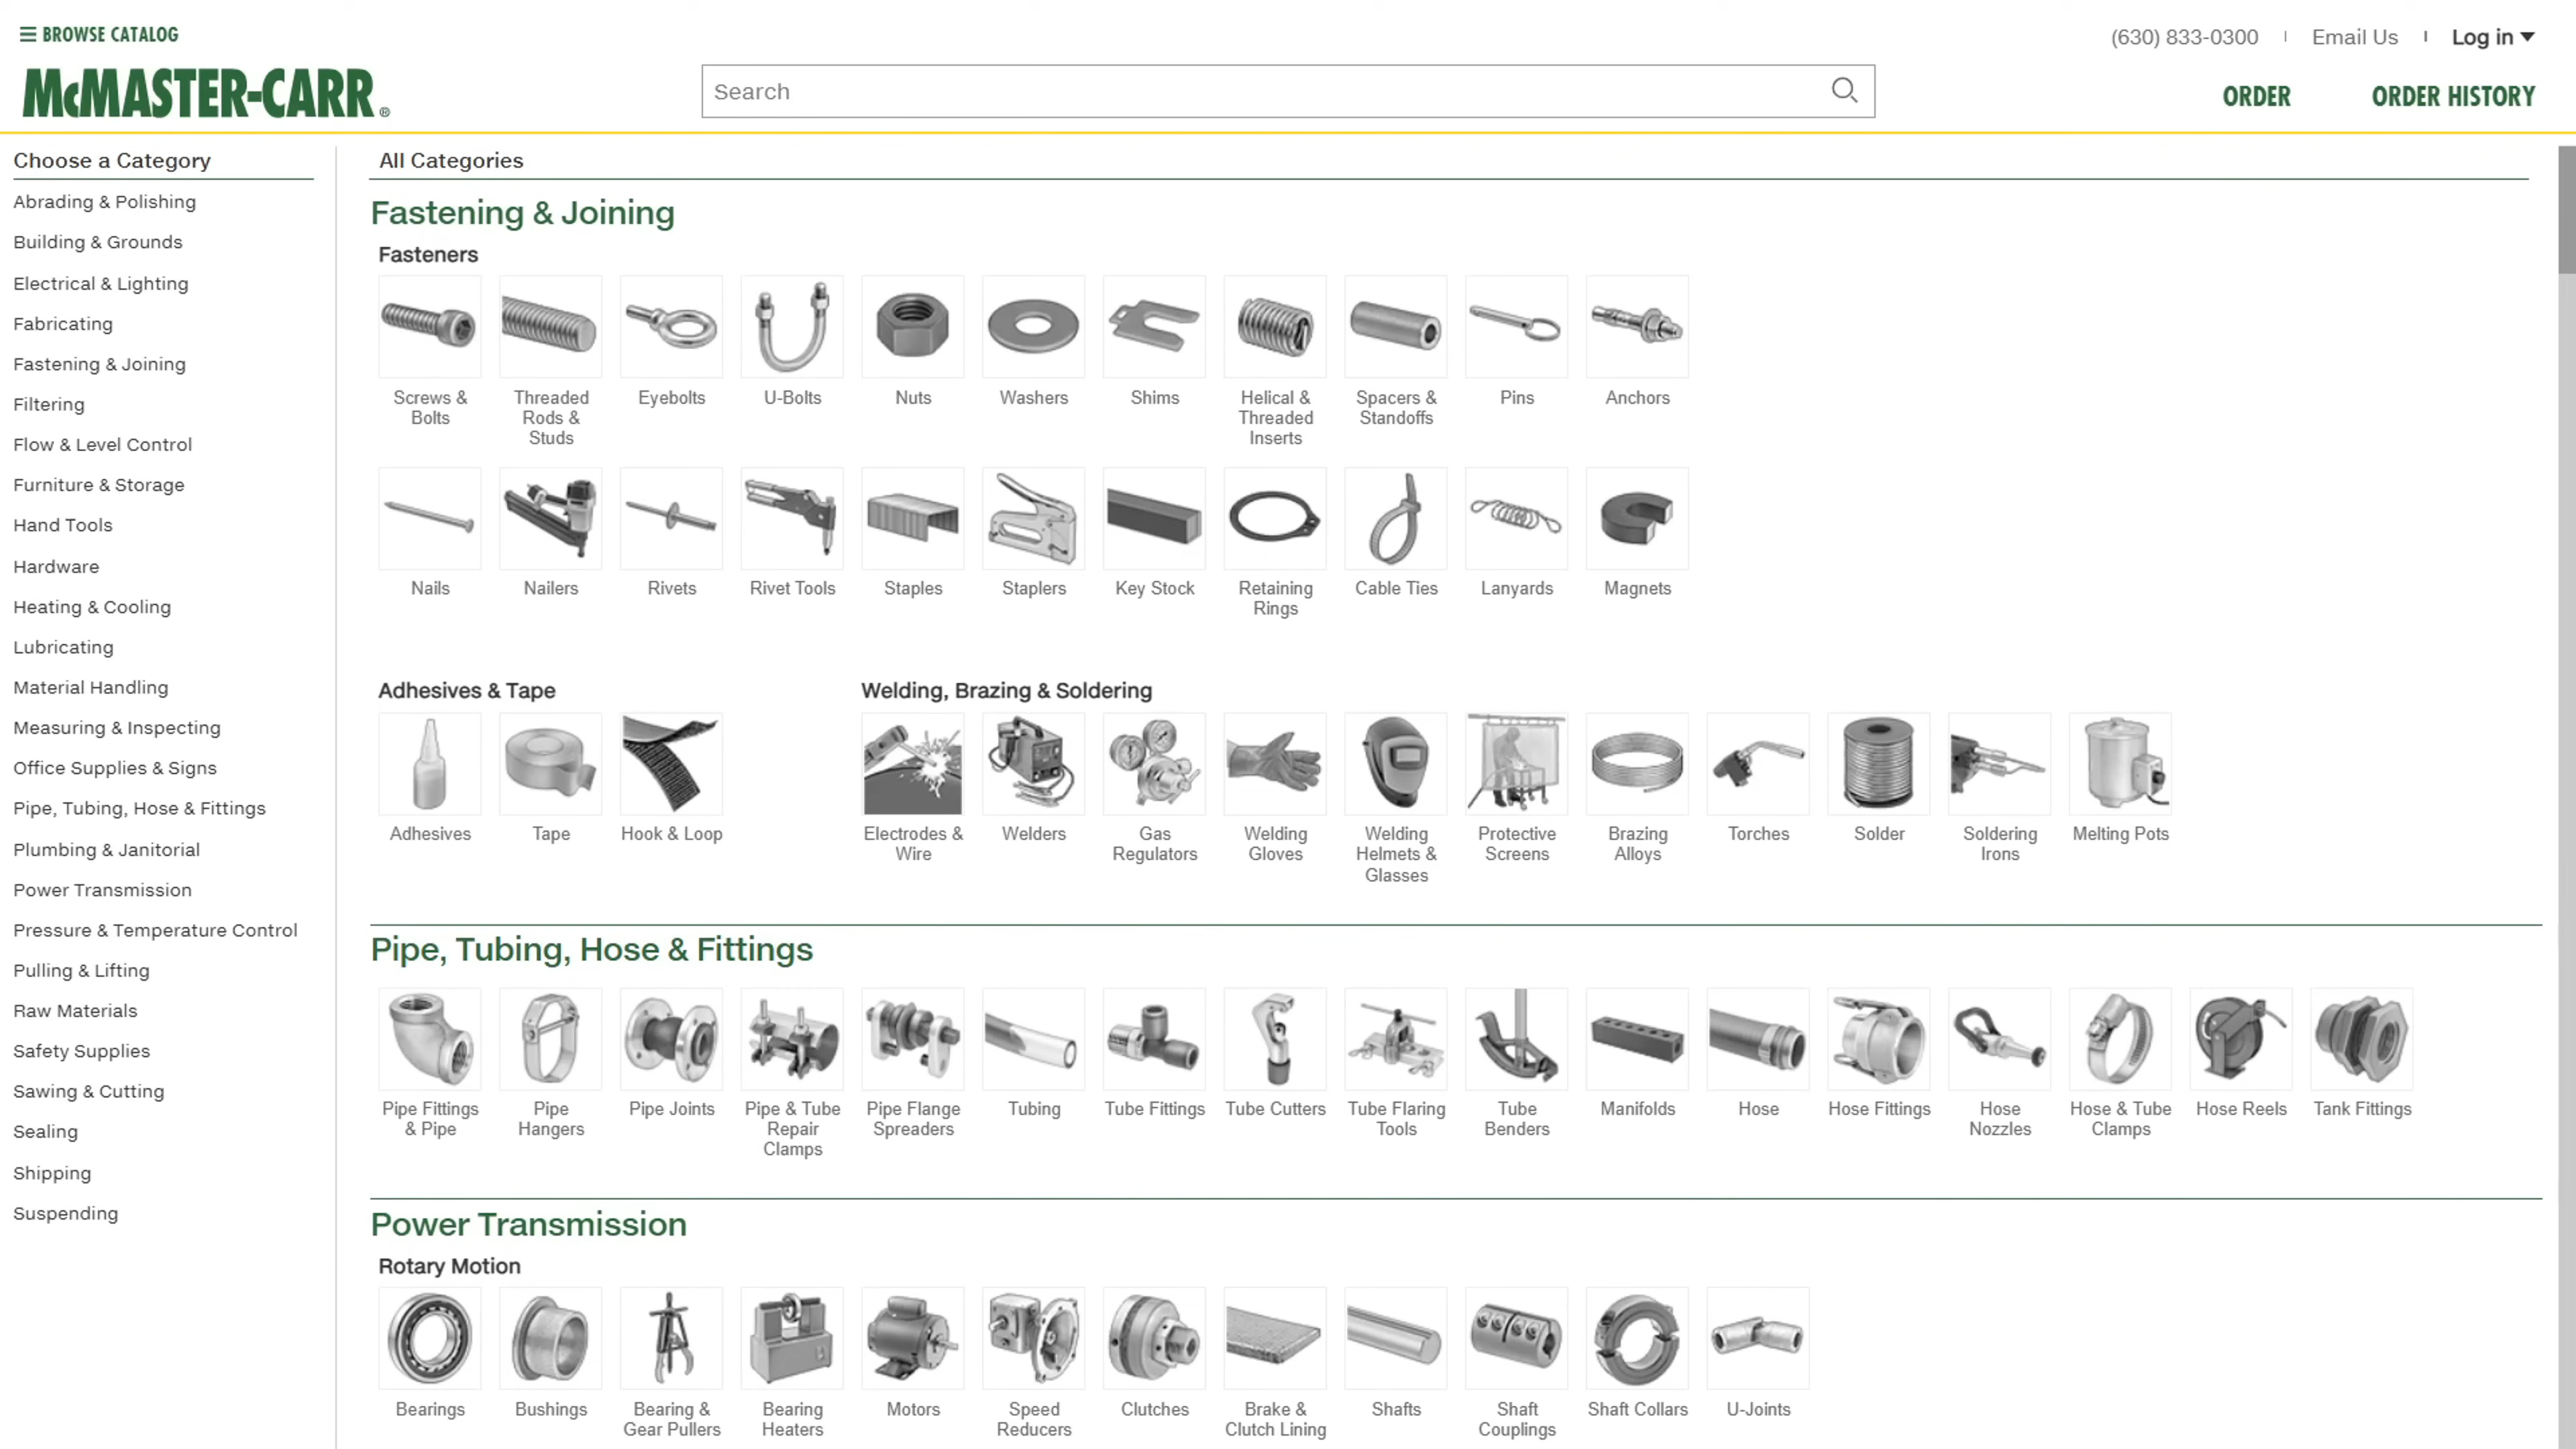 BROWSE CATALOG
(630) 833-0300
Email Us
Log in
McMASTER-CARR®
Search
ORDER
ORDER HISTORY
Choose a Category
Abrading & Polishing
Building & Grounds
Electrical & Lighting
Fabricating
Fastening & Joining
Filtering
Flow & Level Control
Furniture & Storage
Hand Tools
Hardware
Heating & Cooling
Lubricating
Material Handling
Measuring & Inspecting
Office Supplies & Signs
Pipe, Tubing, Hose & Fittings
Plumbing & Janitorial
Power Transmission
Pressure & Temperature Control
Pulling & Lifting
Raw Materials
Safety Supplies
Sawing & Cutting
Sealing
Shipping
Suspending
All Categories
Fastening & Joining
Fasteners
Screws &
Bolts
Threaded
Rods &
Studs
Eyebolts
U-Bolts
Nuts
Washers
Shims
Helical &
Threaded
Inserts
Spacers &
Standoffs
Pins
Anchors
Nails
Nailers
Rivets
Rivet Tools
Staples
Staplers
Key Stock
Retaining
Rings
Cable Ties
Lanyards
Magnets
Adhesives & Tape
Adhesives
Tape
Hook & Loop
Welding, Brazing & Soldering
Electrodes &
Wire
Welders
Gas
Regulators
Welding
Gloves
Welding
Helmets &
Glasses
Protective
Screens
Brazing
Alloys
Torches
Solder
Soldering
Irons
Melting Pots
Pipe, Tubing, Hose & Fittings
Pipe Fittings
& Pipe
Pipe
Hangers
Pipe Joints
Pipe & Tube
Repair
Clamps
Pipe Flange
Spreaders
Tubing
Tube Fittings
Tube Cutters
Tube Flaring
Tools
Tube
Benders
Manifolds
Hose
Hose Fittings
Hose
Nozzles
Hose & Tube
Clamps
Hose Reels
Tank Fittings
Power Transmission
Rotary Motion
Bearings
Bushings
Bearing &
Gear Pullers
Bearing
Heaters
Motors
Speed
Reducers
Clutches
Brake &
Clutch Lining
Shafts
Shaft
Couplings
Shaft Collars
U-Joints